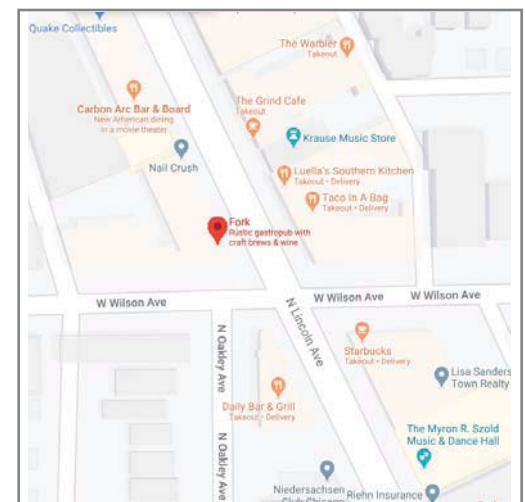 Quake Collectibles
The Warbler
Takeout
Carbon Arc Bar & Board
New American dining
in a movie theater
The Grind Cafe
Takeout
Krause Music Store
Nail Crush
Luella's Southern Kitchen
Takeout • Delivery
Taco In A Bag
Takeout • Delivery
Fork
Rustic gastropub with
craft brews & wine
W Wilson Ave
W Wilson Ave
W Wilson Ave
N Lincoln Ave
N Oakley Ave
Starbucks
Takeout • Delivery
Lisa Sanders
Town Realty
Daily Bar & Grill
Takeout • Delivery
The Myron R. Szold
Music & Dance Hall
N Oakley Ave
Niedersachsen
Club Chicago
Riehn Insurance